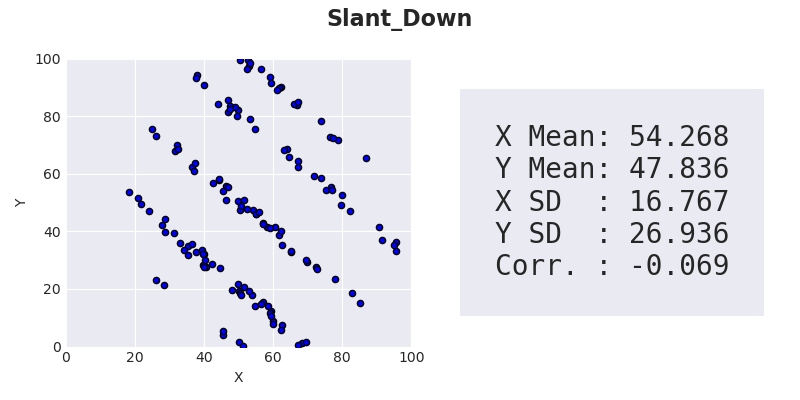 Slant_Down
100
80
60
40
20
0
Y
0 20 40 60 80 100
X
X Mean: 54.268
Y Mean: 47.836
X SD  : 16.767
Y SD  : 26.936
Corr. : -0.069